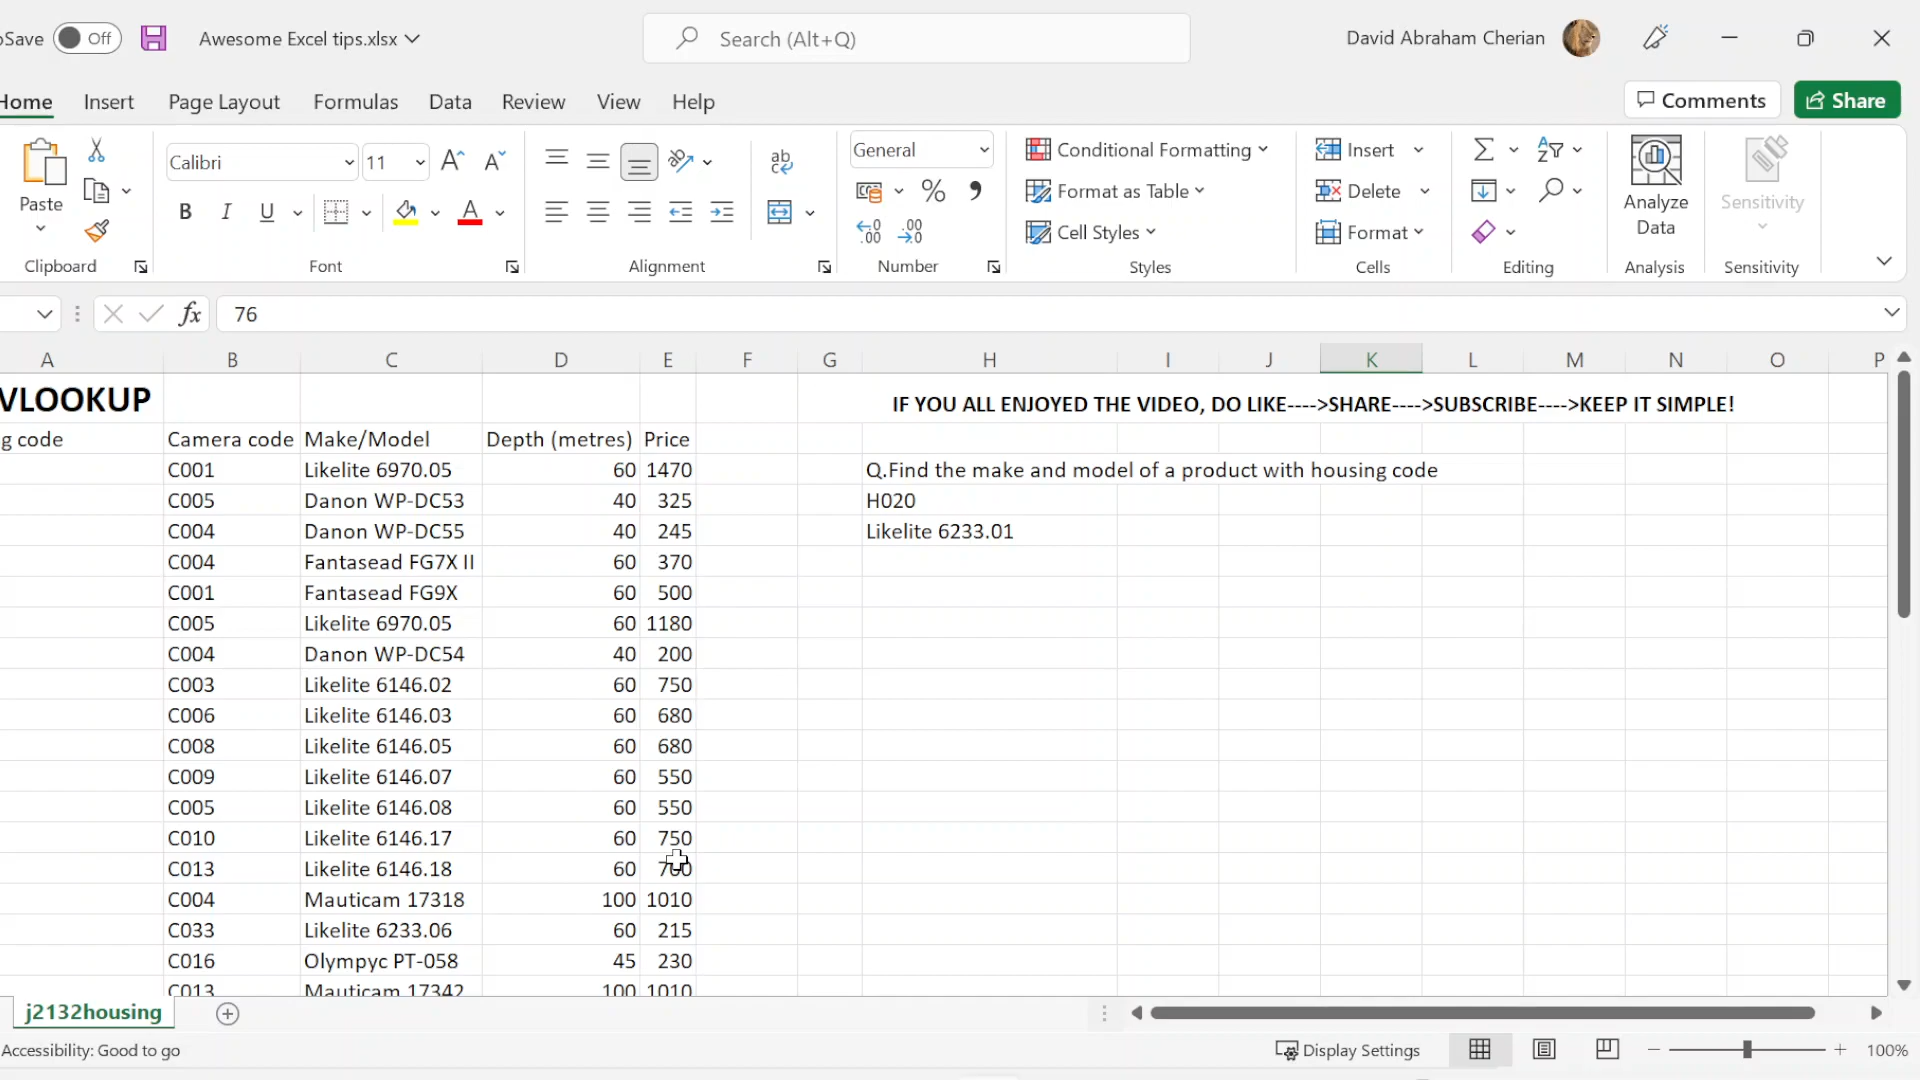 oSave Off Awesome Excel tips.xlsx Search (Alt+Q) David Abraham Cherian
Home Insert Page Layout Formulas Data Review View Help Comments Share
Paste
Clipboard
Calibri 11
B I U
Font
ab
Alignment
General
% 9
.00 .00
Number
Conditional Formatting
Format as Table
Cell Styles
Styles
Insert
Delete
Format
Cells
Editing
Analyze
Data
Analysis
Sensitivity
Sensitivity
fx 76
A B C D E F G H I J K L M N O P
VLOOKUP IF YOU ALL ENJOYED THE VIDEO, DO LIKE---->SHARE---->SUBSCRIBE---->KEEP IT SIMPLE!
g code Camera code Make/Model Depth (metres) Price
C001 Likelite 6970.05 60 1470 Q.Find the make and model of a product with housing code
C005 Danon WP-DC53 40 325 H020
C004 Danon WP-DC55 40 245 Likelite 6233.01
C004 Fantasead FG7X II 60 370
C001 Fantasead FG9X 60 500
C005 Likelite 6970.05 60 1180
C004 Danon WP-DC54 40 200
C003 Likelite 6146.02 60 750
C006 Likelite 6146.03 60 680
C008 Likelite 6146.05 60 680
C009 Likelite 6146.07 60 550
C005 Likelite 6146.08 60 550
C010 Likelite 6146.17 60 750
C013 Likelite 6146.18 60
C004 Mauticam 17318 100 1010
C033 Likelite 6233.06 60 215
C016 Olympyc PT-058 45 230
C013 Mauticam 17342 100 1010
j2132housing
Accessibility: Good to go Display Settings 100%